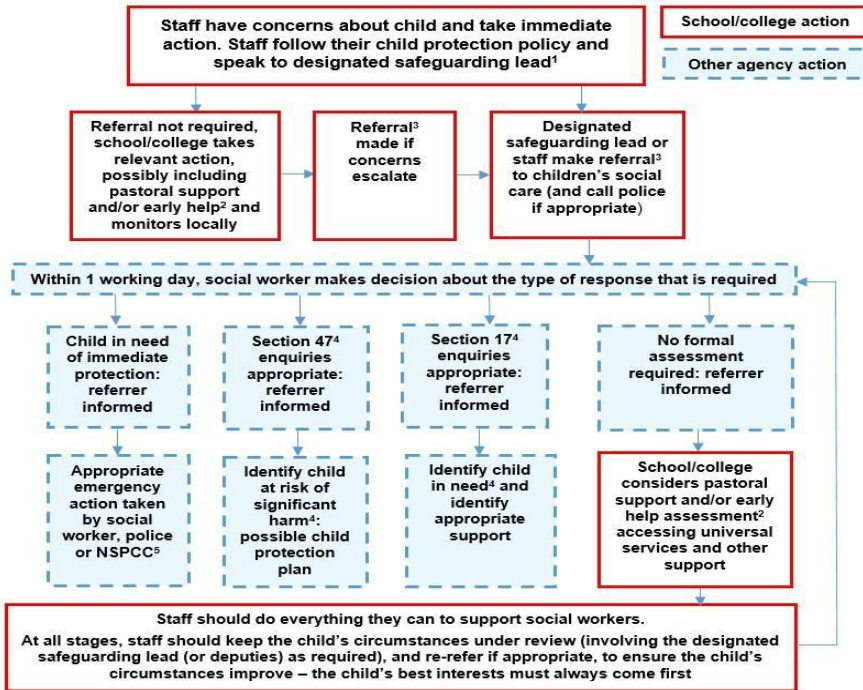 Staff have concerns about child and take immediate
action. Staff follow their child protection policy and
speak to designated safeguarding lead¹
School/college action
Other agency action
Referral not required,
school/college takes
relevant action,
possibly including
pastoral support
and/or early help² and
monitors locally
Referral³
made if
concerns
escalate
Designated
safeguarding lead or
staff make referral³
to children’s social
care (and call police
if appropriate)
Within 1 working day, social worker makes decision about the type of response that is required
Child in need
of immediate
protection:
referrer
informed
Section 47⁴
enquiries
appropriate:
referrer
informed
Section 17⁴
enquiries
appropriate:
referrer
informed
No formal
assessment
required: referrer
informed
Appropriate
emergency
action taken
by social
worker, police
or NSPCC⁵
Identify child
at risk of
significant
harm⁴:
possible child
protection
plan
Identify child
in need⁴ and
identify
appropriate
support
School/college
considers pastoral
support and/or early
help assessment²
accessing universal
services and other
support
Staff should do everything they can to support social workers.
At all stages, staff should keep the child’s circumstances under review (involving the designated
safeguarding lead (or deputies) as required), and re-refer if appropriate, to ensure the child’s
circumstances improve – the child’s best interests must always come first